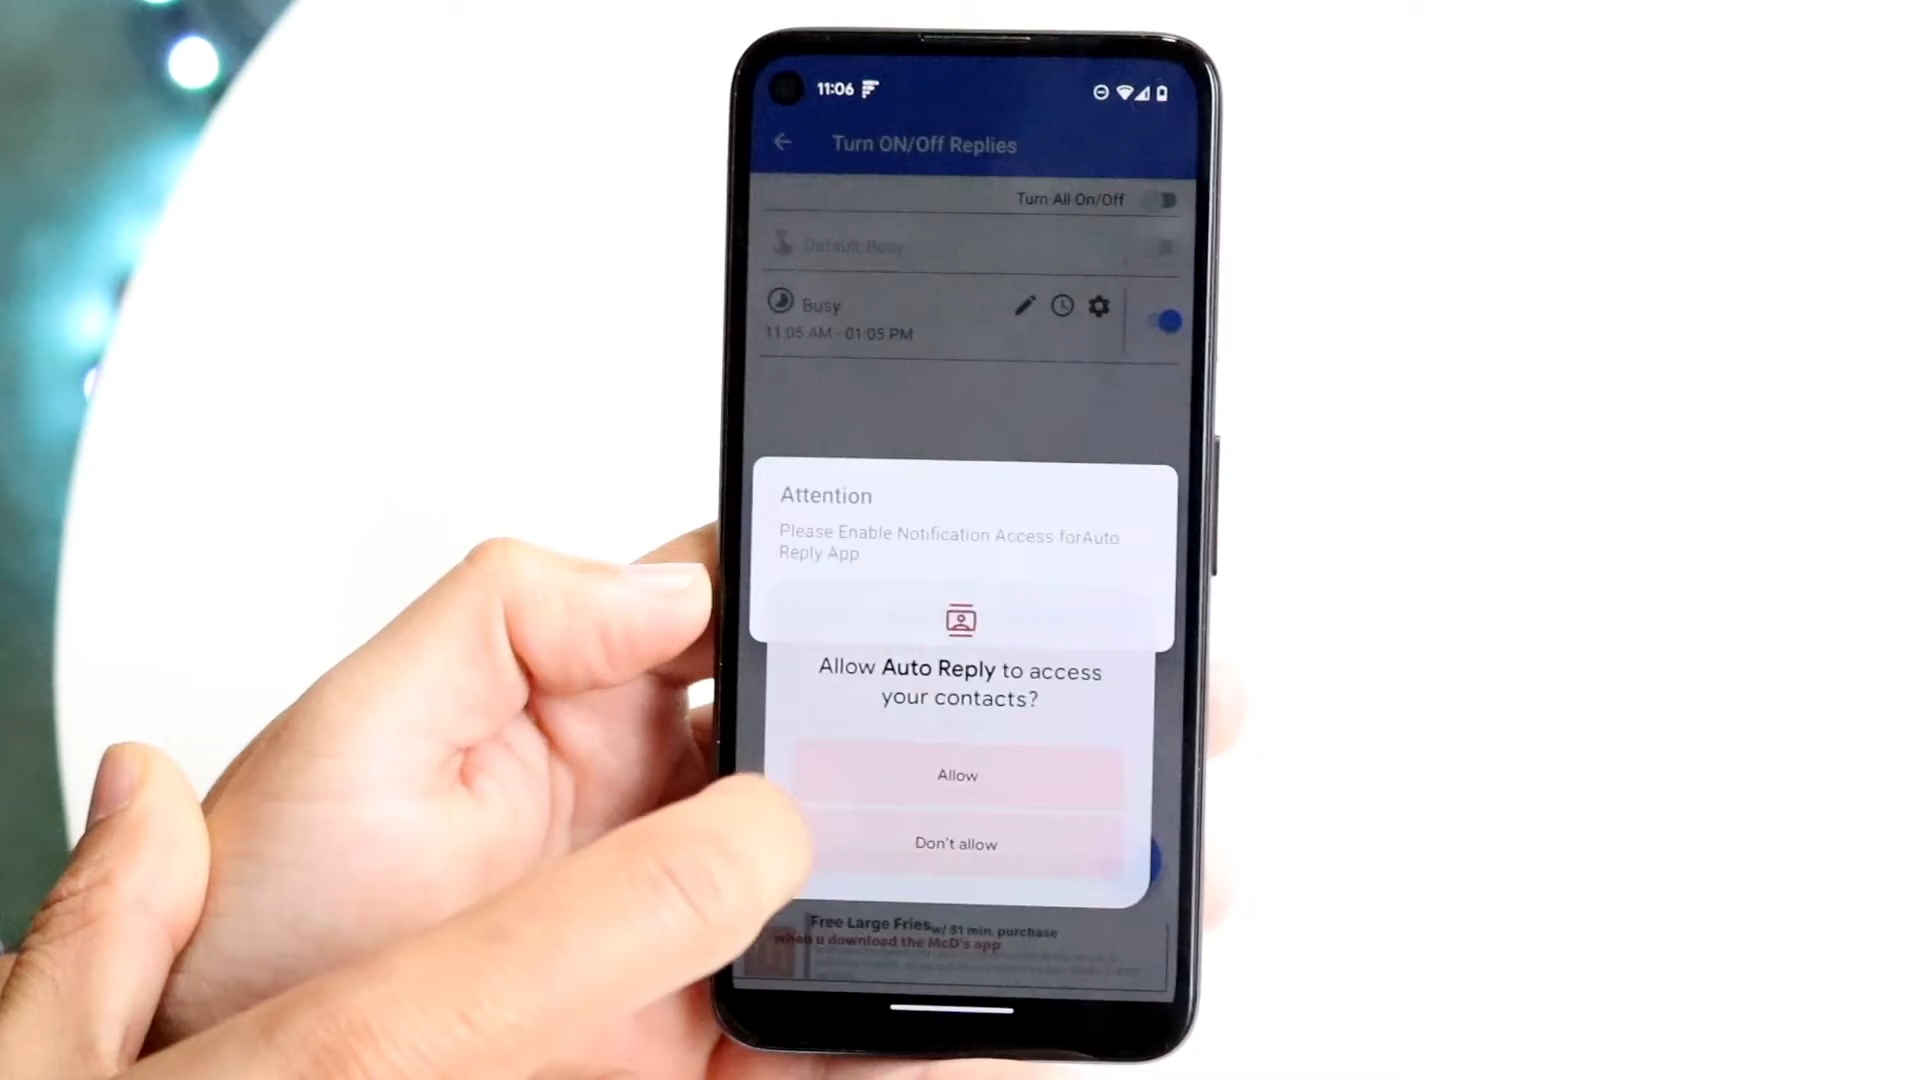 11:06
Turn ON/Off Replies
Turn All On/Off
Default Busy
Busy
11:05 AM - 01:05 PM
Attention
Please Enable Notification Access forAuto
Reply App
Allow Auto Reply to access
your contacts?
Allow
Don't allow
Free Large Fries w/ $1 min. purchase
when u download the McD's app